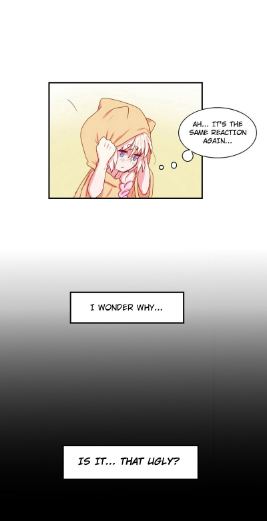 AH... IT'S THE
SAME REACTION
AGAIN...
I WONDER WHY...
IS IT... THAT UGLY?